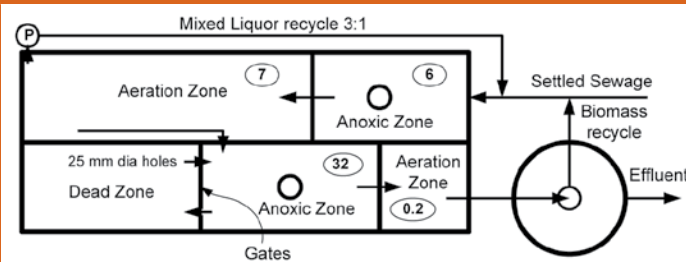 Mixed Liquor recycle 3:1
P
7
6
Aeration Zone
Settled Sewage
Anoxic Zone
Biomass
recycle
25 mm dia holes
32
Aeration
Zone
Dead Zone
Effluent
Anoxic Zone
0.2
Gates